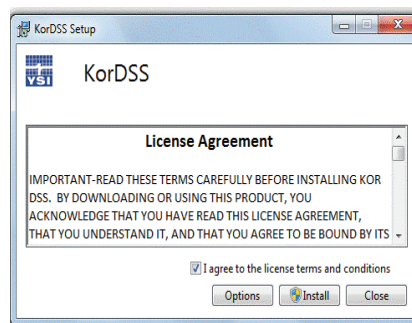 KorDSS Setup
YSI
KorDSS
License Agreement
IMPORTANT-READ THESE TERMS CAREFULLY BEFORE INSTALLING KOR
DSS. BY DOWNLOADING OR USING THIS PRODUCT, YOU
ACKNOWLEDGE THAT YOU HAVE READ THIS LICENSE AGREEMENT,
THAT YOU UNDERSTAND IT, AND THAT YOU AGREE TO BE BOUND BY ITS
I agree to the license terms and conditions
Options Install Close